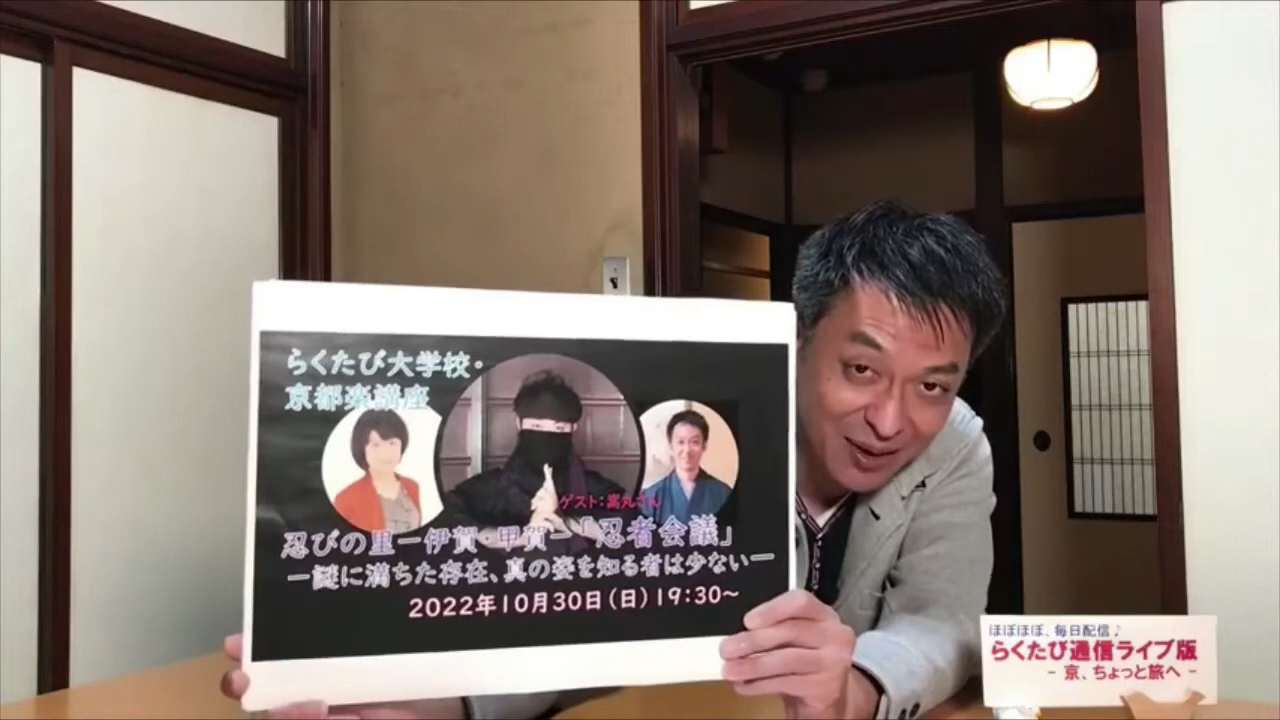 らくたび大学校・
京都楽講座
ゲスト：嵩丸さん
忍びの里ー伊賀・甲賀ー「忍者会議」
ー謎に満ちた存在、真の姿を知る者は少ないー
2022年10月30日（日）19:30～
ほぼほぼ、毎日配信♪
らくたび通信ライブ版
- 京、ちょっと旅へ -